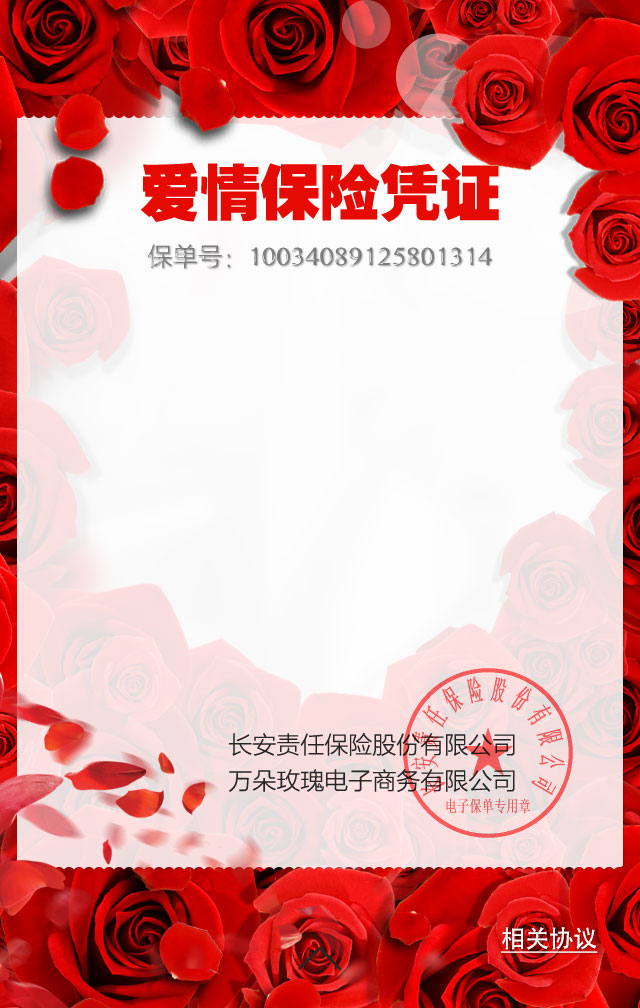 爱情保险凭证
保单号：10034089125801314
长安责任保险股份有限公司
万朵玫瑰电子商务有限公司
长安责任保险股份有限公司
电子保单专用章
相关协议